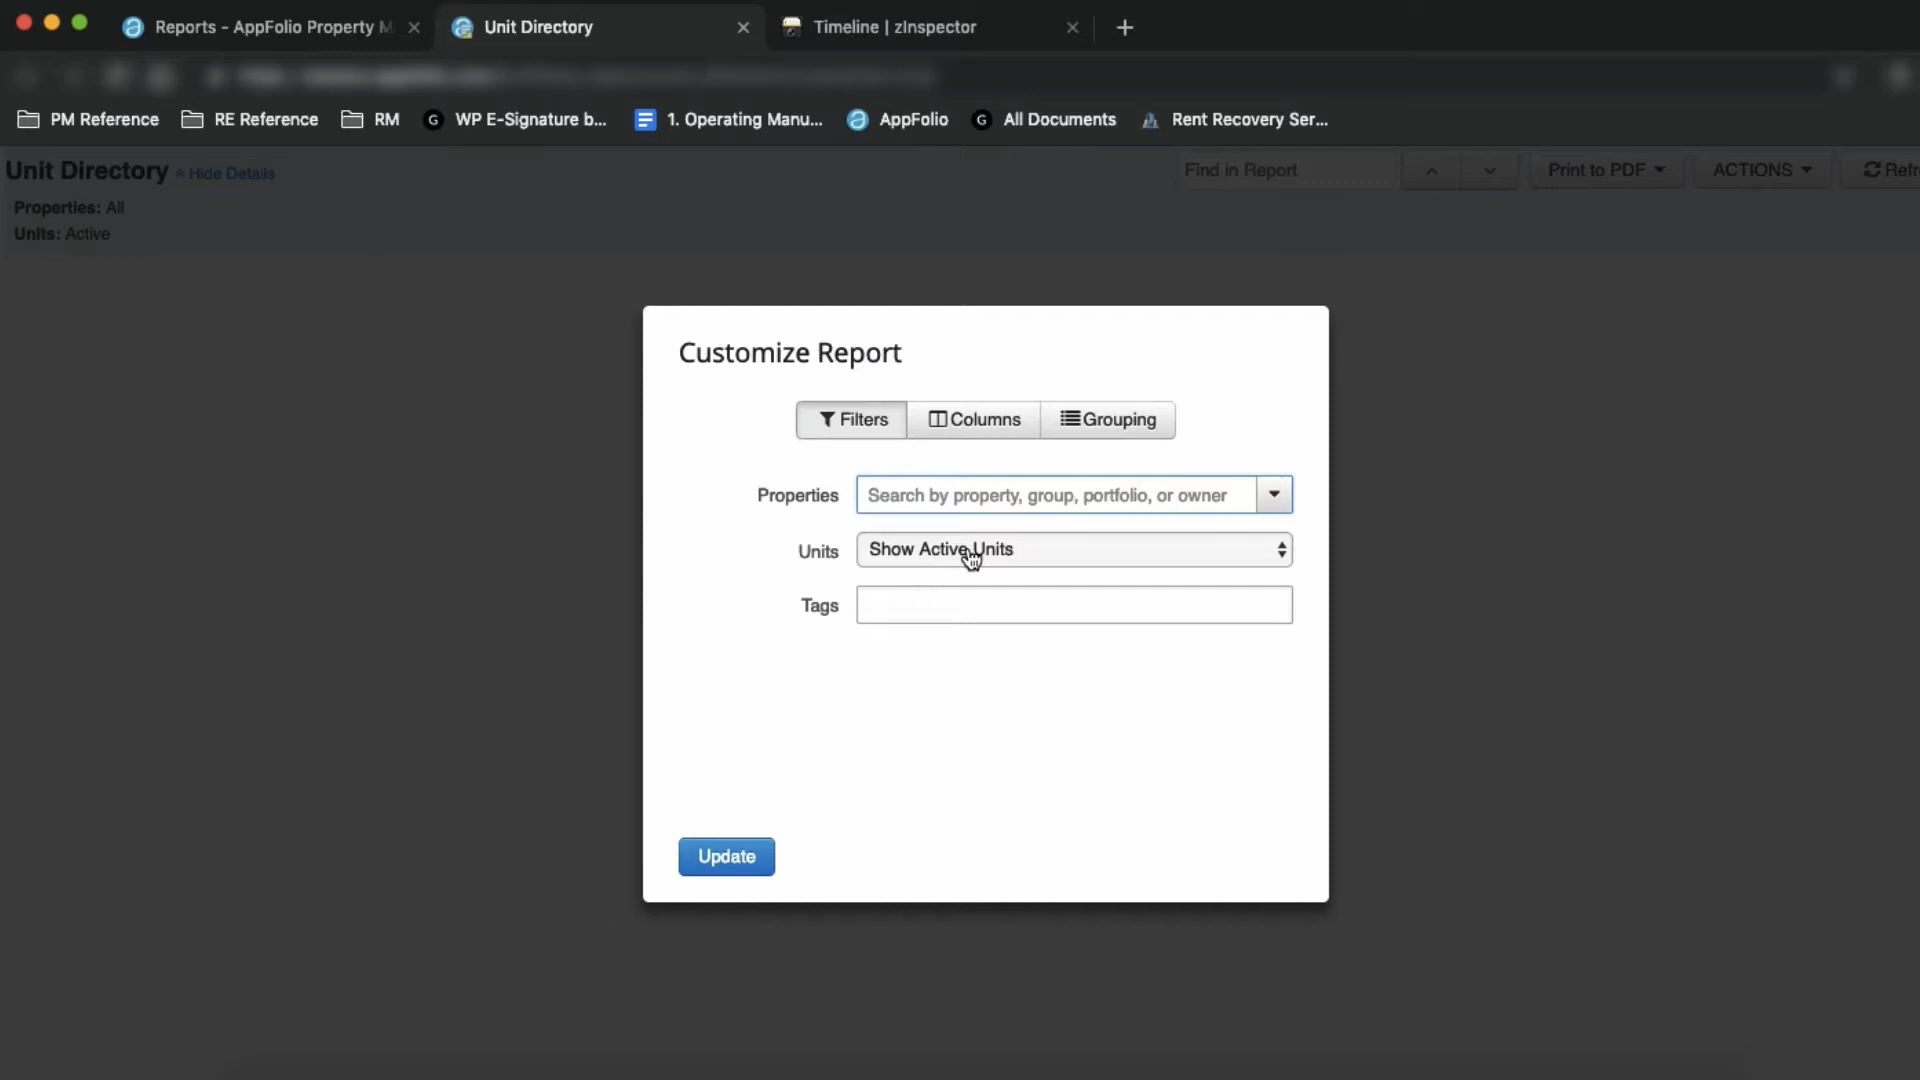 Reports - AppFolio Property M
Unit Directory
Timeline | zInspector
PM Reference
RE Reference
RM
WP E-Signature b...
1. Operating Manu...
AppFolio
All Documents
Rent Recovery Ser...
Unit Directory Hide Details
Find in Report
Print to PDF
ACTIONS
Refr
Properties: All
Units: Active
Customize Report
Filters
Columns
Grouping
Properties
Search by property, group, portfolio, or owner
Units
Show Active Units
Tags
Update